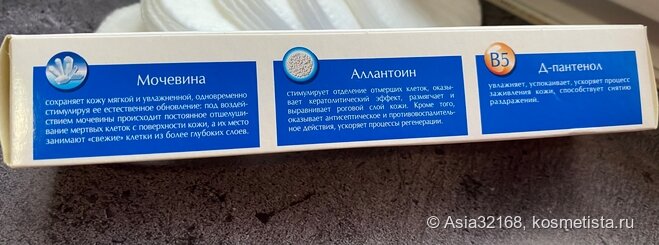 Мочевина
сохраняет кожу мягкой и увлажненной, одновременно
стимулируя ее естественное обновление: под воздей-
ствием мочевины происходит постоянное отшелуши-
вание мертвых клеток с поверхности кожи, а их место
занимают «свежие» клетки из более глубоких слоев.
Аллантоин
стимулирует отделение отмерших клеток, оказы-
вает кератолитический эффект, размягчает и
выравнивает роговой слой кожи. Кроме того,
оказывает антисептическое и противовоспалитель-
ное действия, ускоряет процессы регенерации.
B5
Д-пантенол
увлажняет, успокаивает, ускоряет процесс
заживления кожи, способствует снятию
раздражений.
© Asia32168, kosmetista.ru